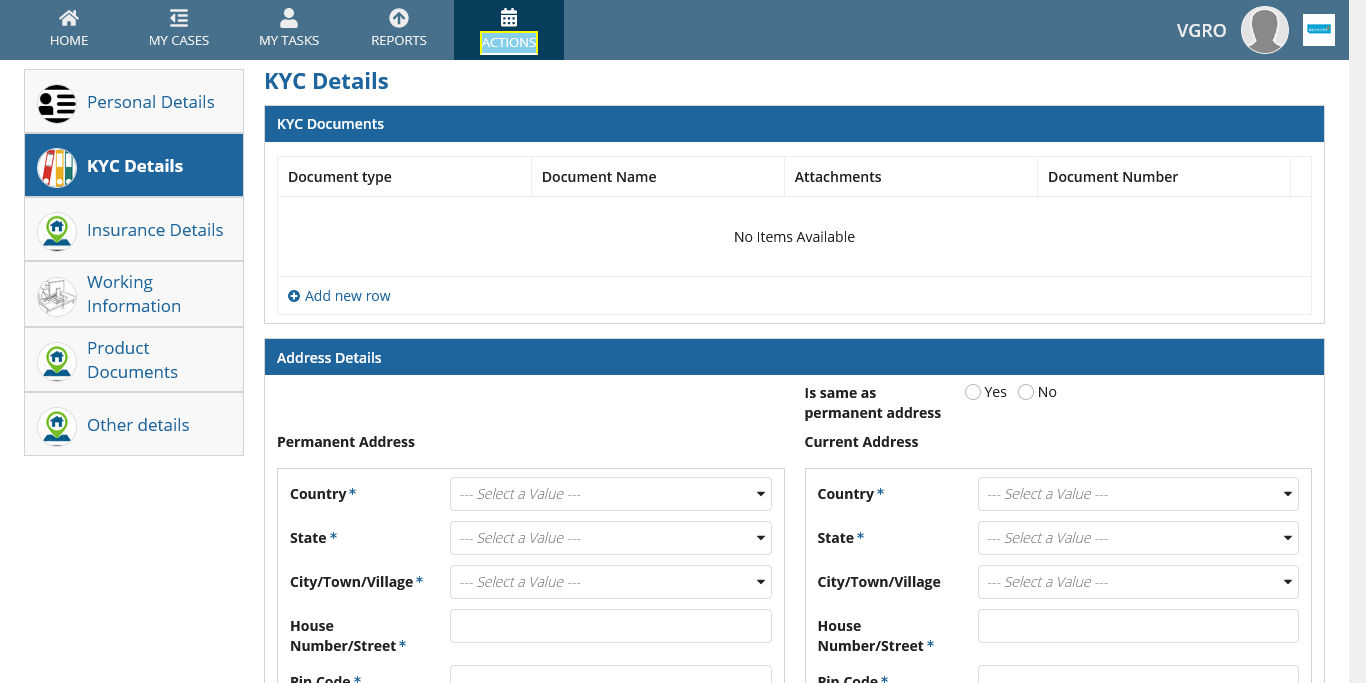 HOME
MY CASES
MY TASKS
REPORTS
ACTIONS
VGRO
Personal Details
KYC Details
Insurance Details
Working
Information
Product
Documents
Other details
KYC Details
KYC Documents
Document type
Document Name
Attachments
Document Number
No Items Available
Add new row
Address Details
Is same as
permanent address
Yes
No
Permanent Address
Country *
--- Select a Value ---
State *
--- Select a Value ---
City/Town/Village *
--- Select a Value ---
House
Number/Street *
Pin Code *
Current Address
Country *
--- Select a Value ---
State *
--- Select a Value ---
City/Town/Village
--- Select a Value ---
House
Number/Street *
Pin Code *